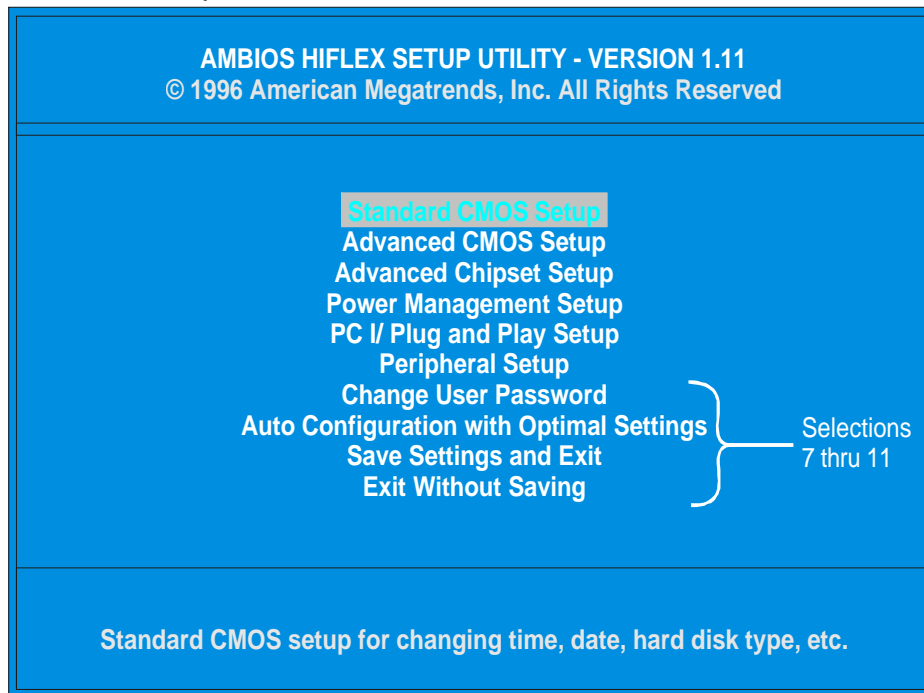 AMBIOS HIFLEX SETUP UTILITY - VERSION 1.11
© 1996 American Megatrends, Inc. All Rights Reserved
Standard CMOS Setup
Advanced CMOS Setup
Advanced Chipset Setup
Power Management Setup
PC I/ Plug and Play Setup
Peripheral Setup
Change User Password
Auto Configuration with Optimal Settings
Save Settings and Exit
Exit Without Saving
Selections
7 thru 11
Standard CMOS setup for changing time, date, hard disk type, etc.